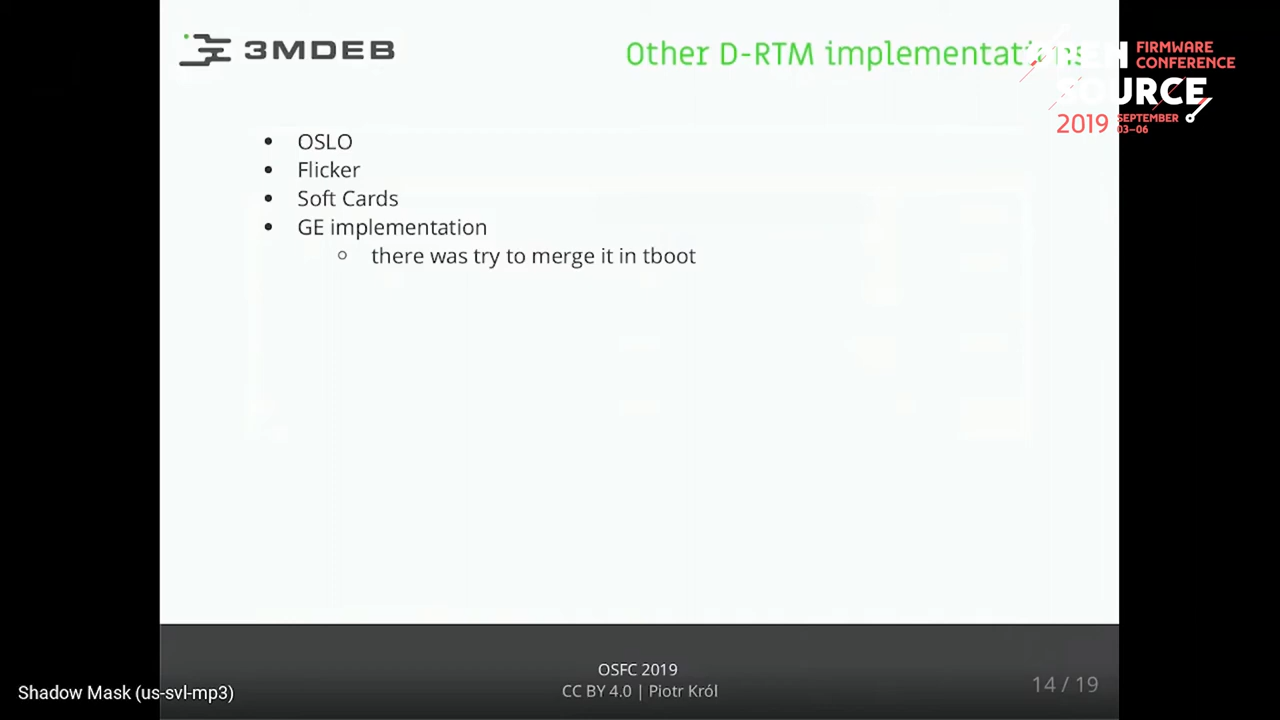 3MDEB
Other D-RTM implementations
FIRMWARE
CONFERENCE
SOURCE
2019 SEPTEMBER
03–06
• OSLO
• Flicker
• Soft Cards
• GE implementation
○ there was try to merge it in tboot
OSFC 2019
CC BY 4.0 | Piotr Król
14 / 19
Shadow Mask (us-svl-mp3)